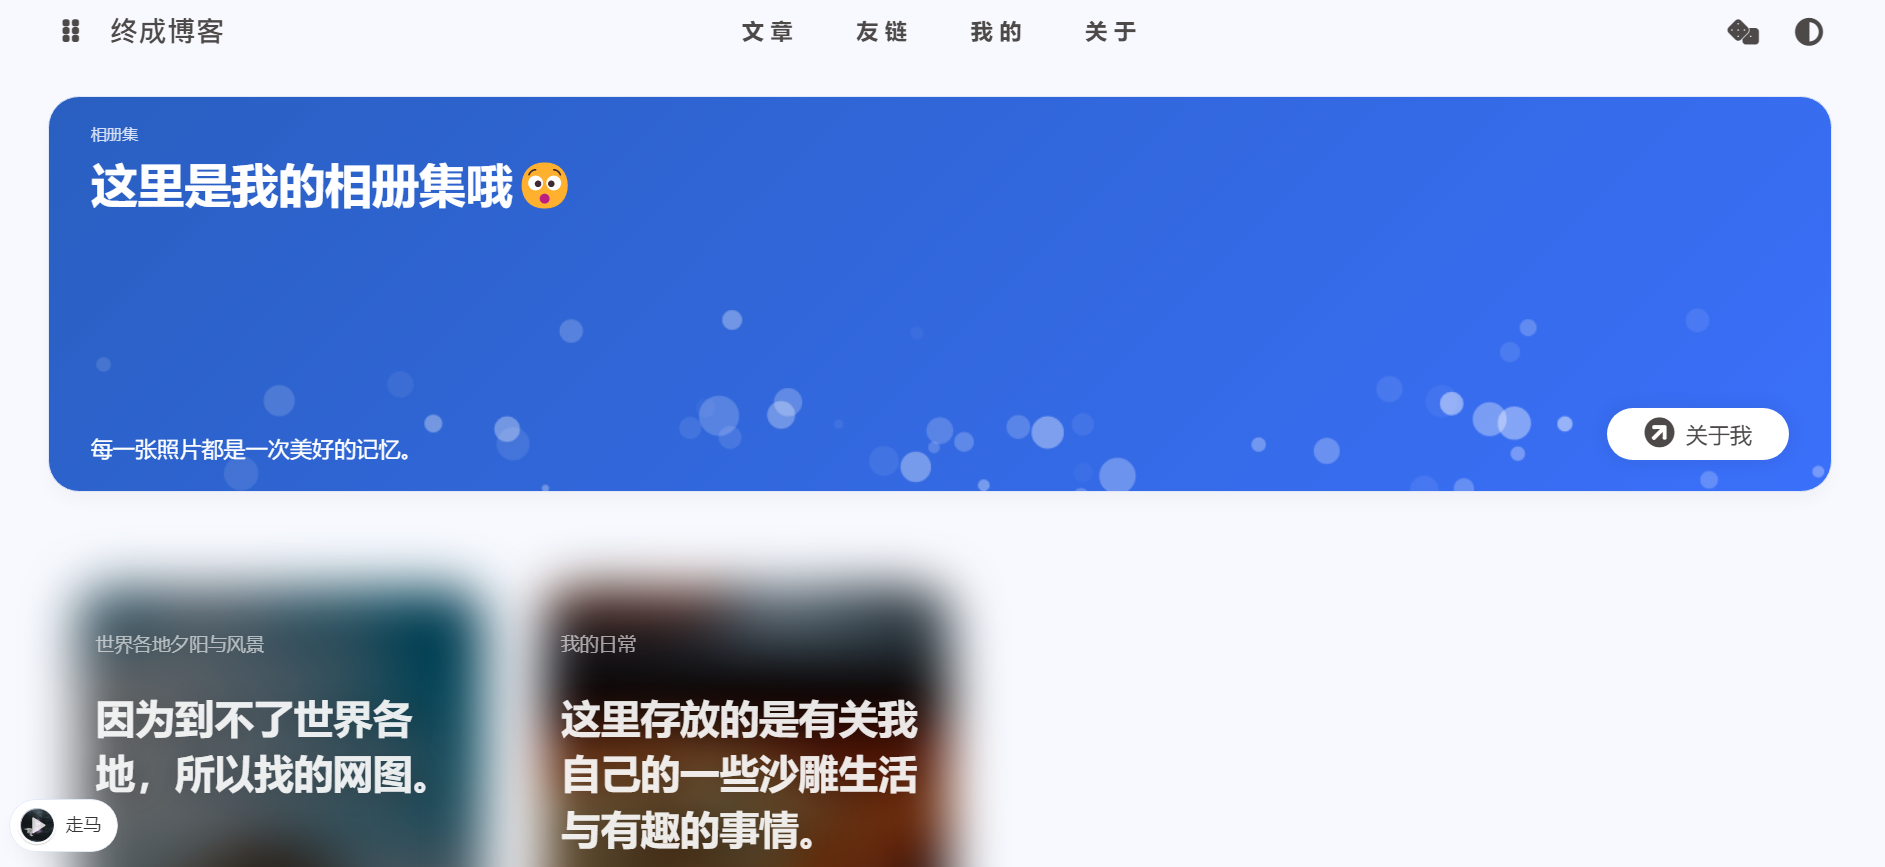 终成博客
文章 友链 我的 关于
相册集
这里是我的相册集哦
每一张照片都是一次美好的记忆。
关于我
世界各地夕阳与风景
因为到不了世界各
地，所以找的网图。
我的日常
这里存放的是有关我
自己的一些沙雕生活
与有趣的事情。
走马